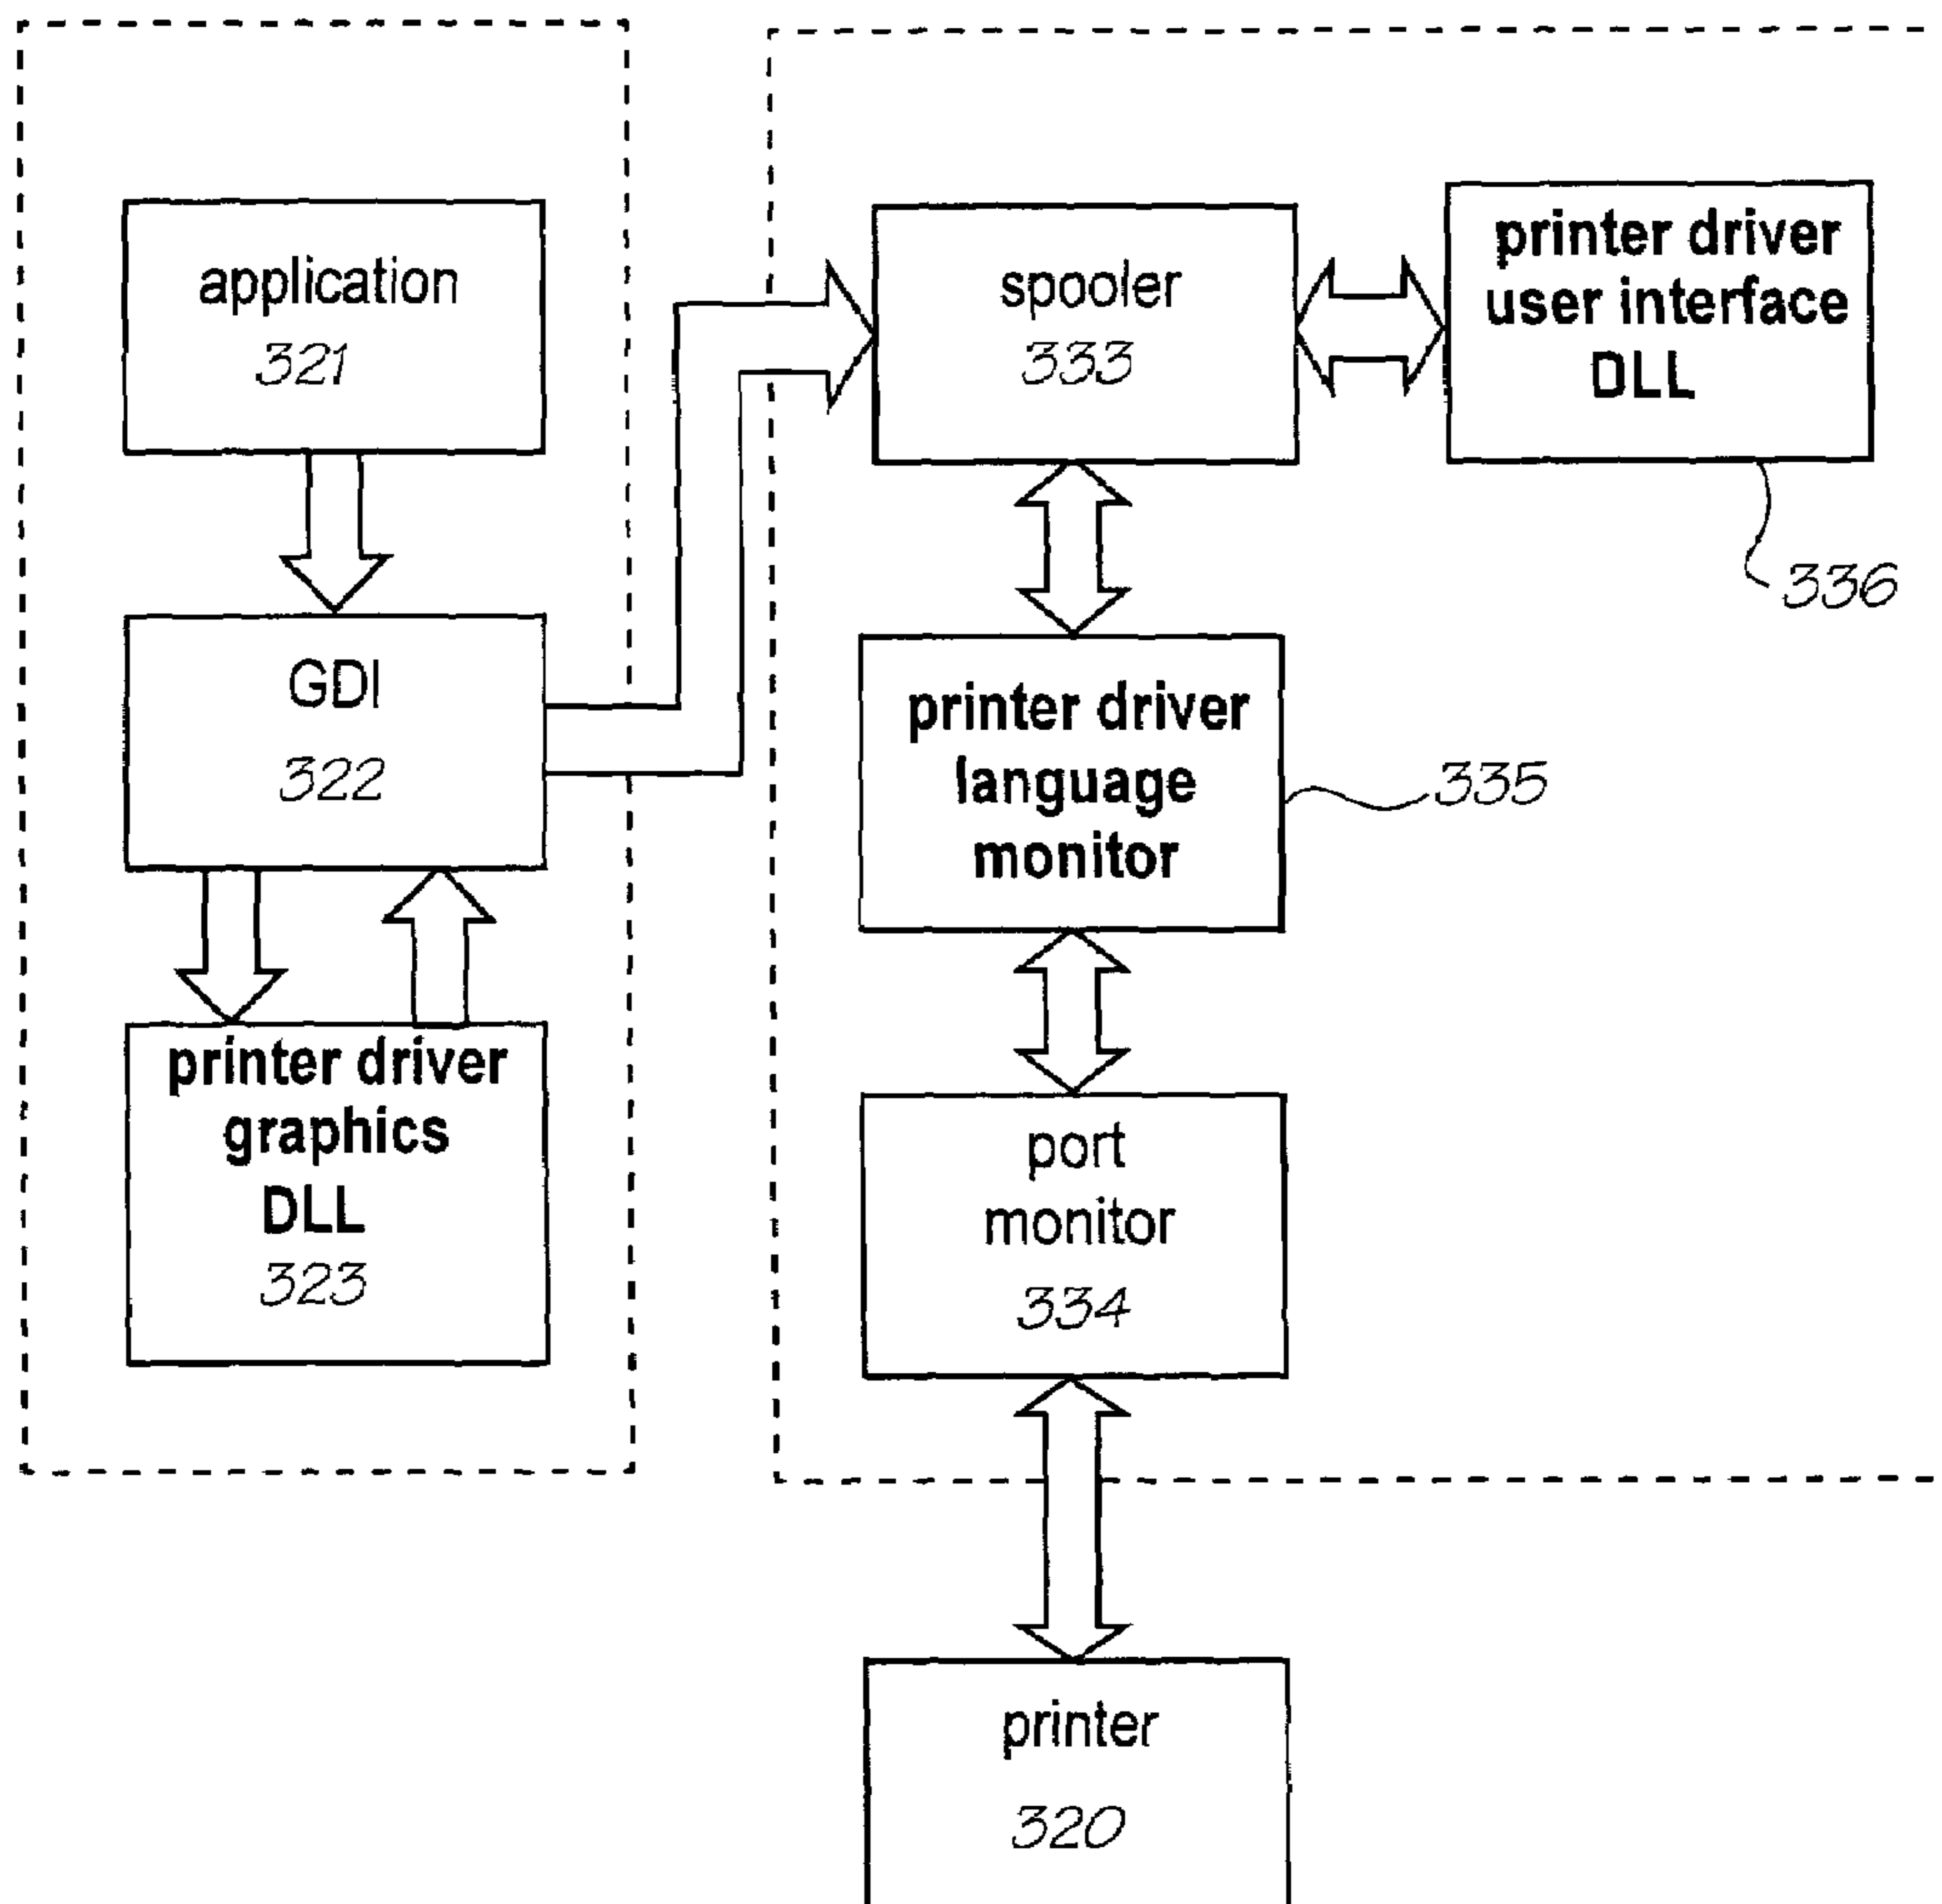 application
321
GDI
322
printer driver
graphics
DLL
323
spooler
333
printer driver
user interface
DLL
336
printer driver
language
monitor
335
port
monitor
334
printer
320